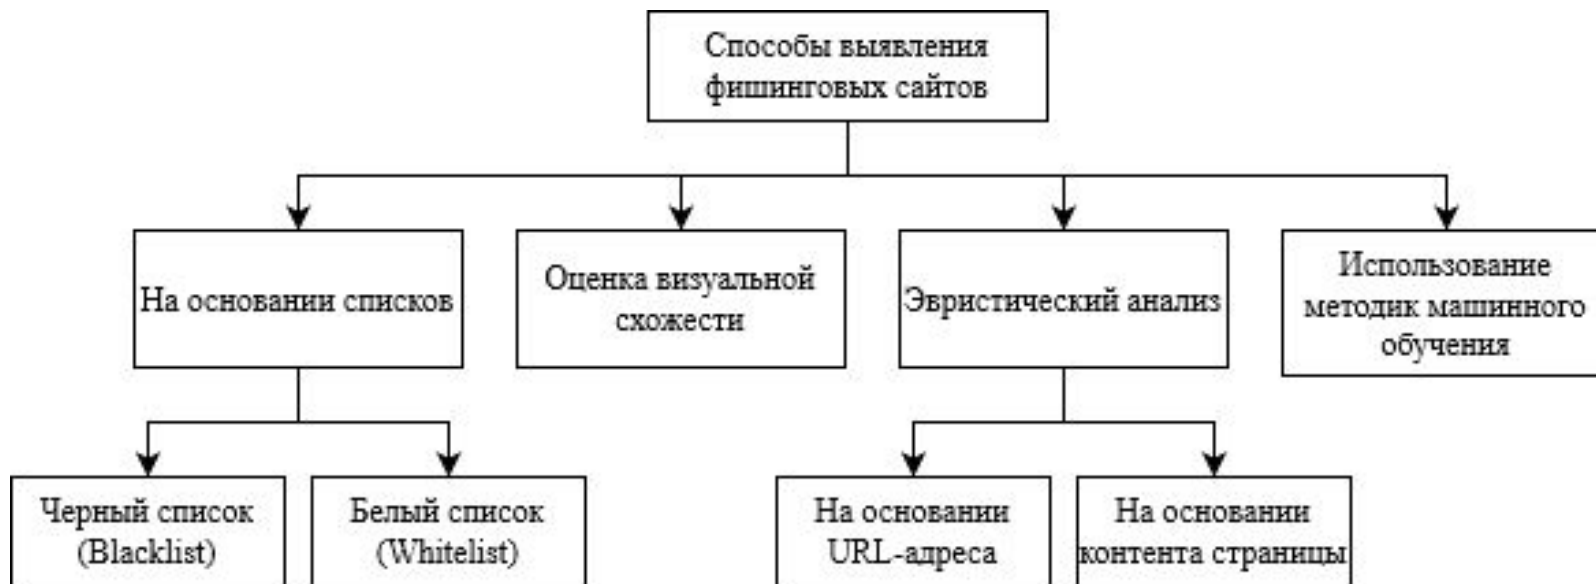 Способы выявления
фишинговых сайтов
На основании списков
Оценка визуальной
схожести
Эвристический анализ
Использование
методик машинного
обучения
Черный список
(Blacklist)
Белый список
(Whitelist)
На основании
URL-адреса
На основании
контента страницы